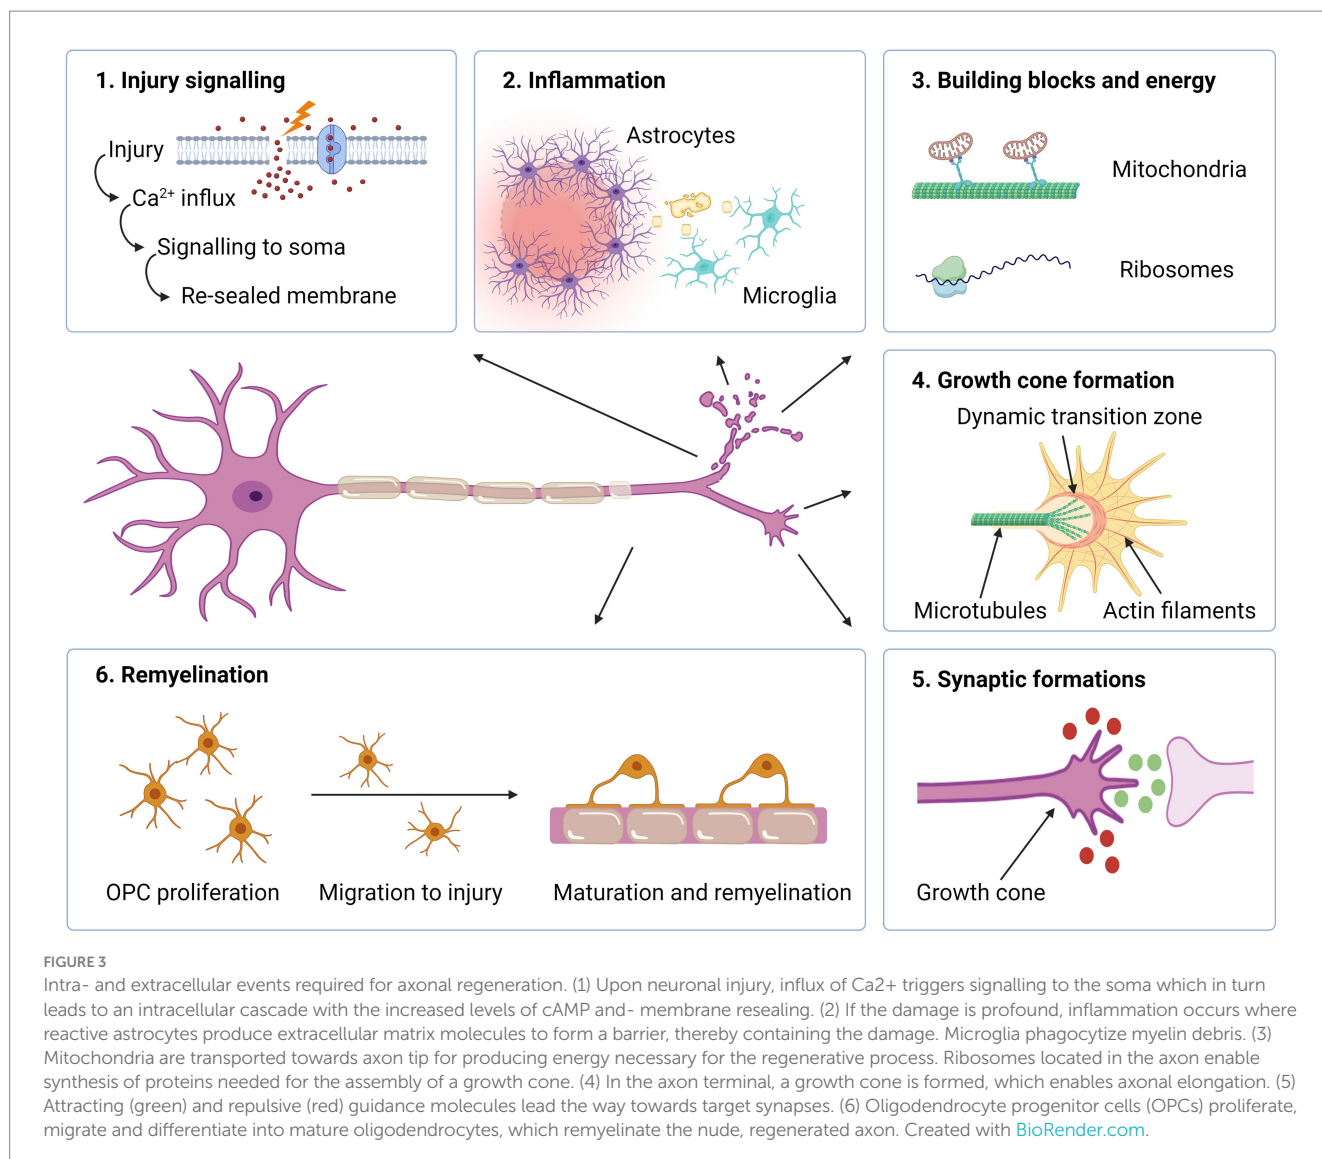 1. Injury signalling
Injury
Ca²⁺ influx
Signalling to soma
Re-sealed membrane
2. Inflammation
Astrocytes
Microglia
3. Building blocks and energy
Mitochondria
Ribosomes
4. Growth cone formation
Dynamic transition zone
Microtubules
Actin filaments
6. Remyelination
OPC proliferation
Migration to injury
Maturation and remyelination
5. Synaptic formations
Growth cone
FIGURE 3
Intra- and extracellular events required for axonal regeneration. (1) Upon neuronal injury, influx of Ca2+ triggers signalling to the soma which in turn
leads to an intracellular cascade with the increased levels of cAMP and- membrane resealing. (2) If the damage is profound, inflammation occurs where
reactive astrocytes produce extracellular matrix molecules to form a barrier, thereby containing the damage. Microglia phagocytize myelin debris. (3)
Mitochondria are transported towards axon tip for producing energy necessary for the regenerative process. Ribosomes located in the axon enable
synthesis of proteins needed for the assembly of a growth cone. (4) In the axon terminal, a growth cone is formed, which enables axonal elongation. (5)
Attracting (green) and repulsive (red) guidance molecules lead the way towards target synapses. (6) Oligodendrocyte progenitor cells (OPCs) proliferate,
migrate and differentiate into mature oligodendrocytes, which remyelinate the nude, regenerated axon. Created with BioRender.com.